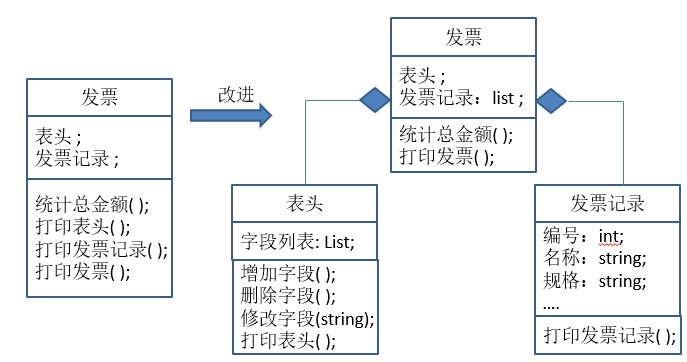 发票
表头 ;
发票记录 ;
统计总金额( );
打印表头( );
打印发票记录( );
打印发票( );
改进
发票
表头 ;
发票记录：list ;
统计总金额( );
打印发票( );
表头
字段列表: List;
增加字段( );
删除字段( );
修改字段(string);
打印表头( );
发票记录
编号：int;
名称：string;
规格：string;
....
打印发票记录( );